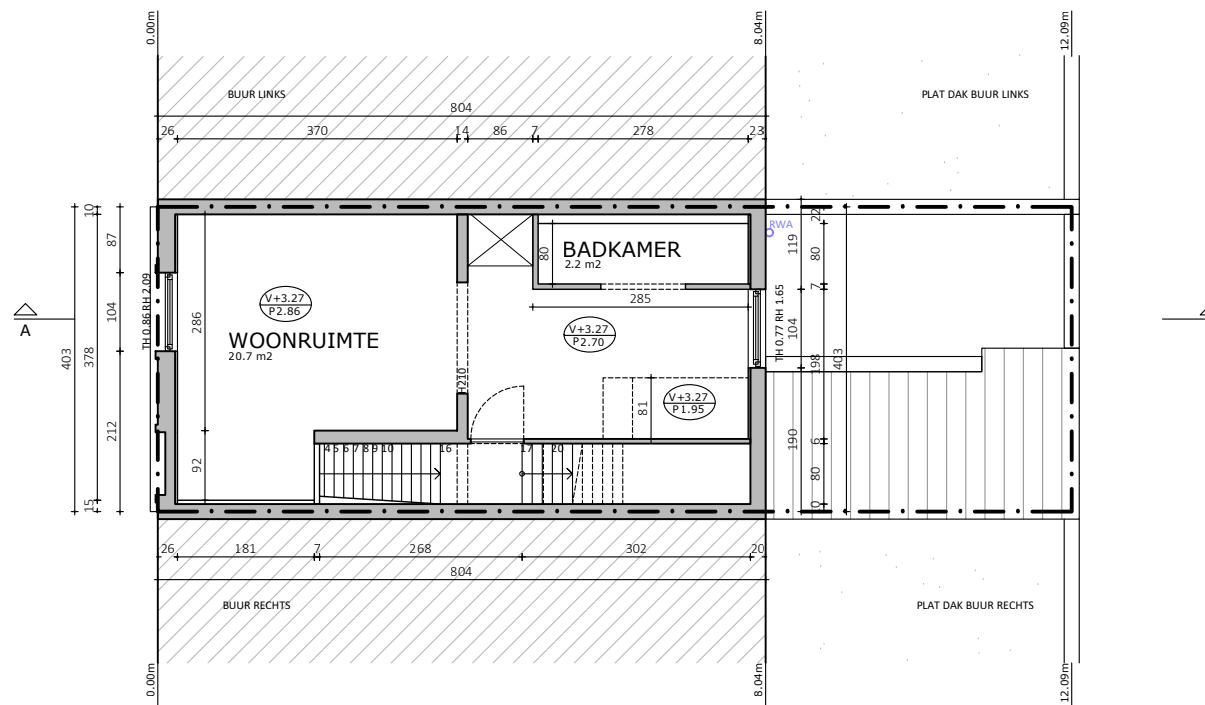 0.00m
8.04m
12.09m
BUUR LINKS
PLAT DAK BUUR LINKS
804
26 370 14 86 7 278 23
10
87
104
403
378
212
15
TH 0.86 RH 2.09
A
286
92
V+3.27
P2.86
WOONRUIMTE
20.7 m2
H210
80
BADKAMER
2.2 m2
285
V+3.27
P2.70
V+3.27
P1.95
81
4 5 6 7 8 9 10 16 17 20
RWA
TH 0.77 RH 1.65
119
104
190
22
80
7
198
6
80
403
26 181 7 268 302 20
804
BUUR RECHTS
PLAT DAK BUUR RECHTS
0.00m
8.04m
12.09m